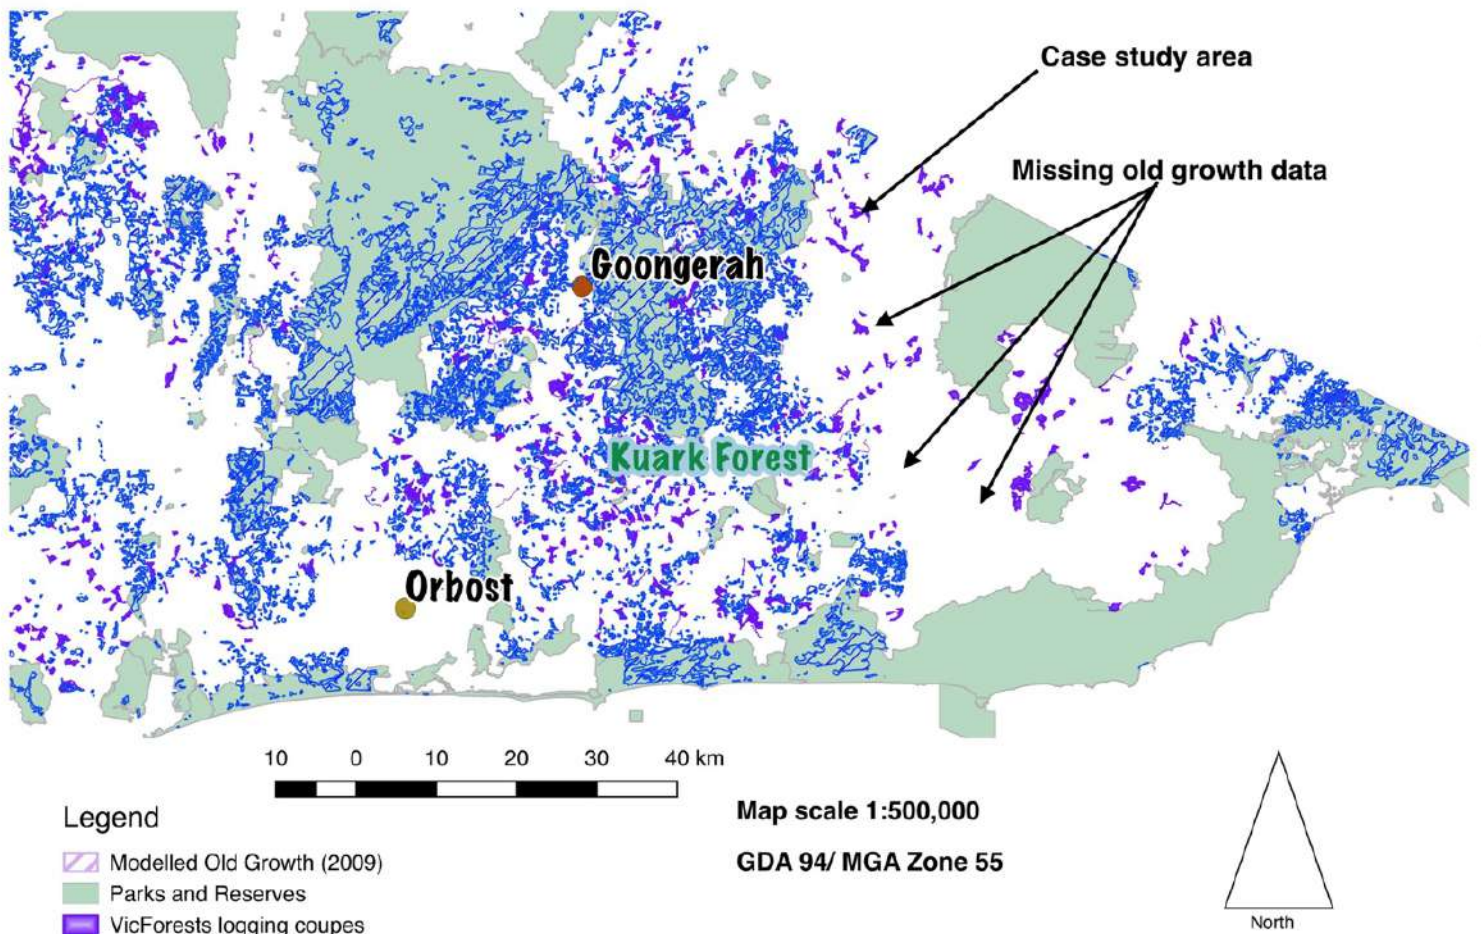 Case study area
Missing old growth data
Goongerah
Kuark Forest
Orbost
10 0 10 20 30 40 km
Map scale 1:500,000
GDA 94/ MGA Zone 55
Legend
Modelled Old Growth (2009)
Parks and Reserves
VicForests logging coupes
North